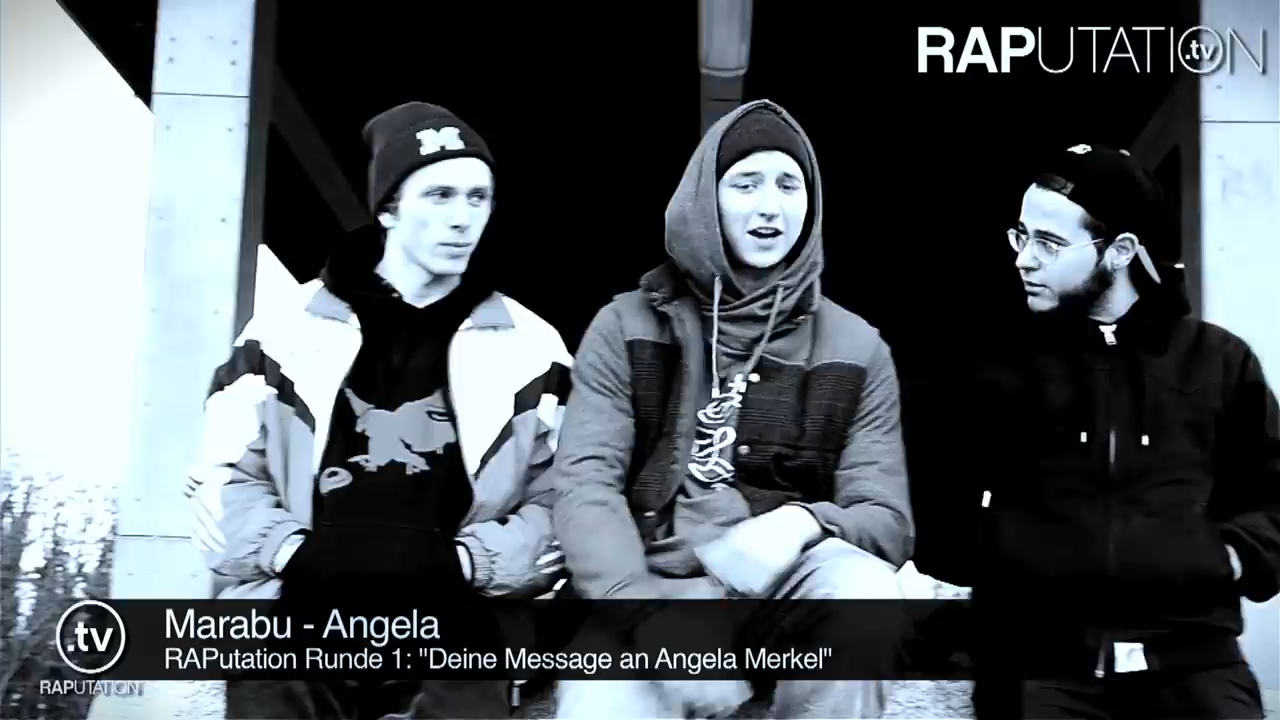 RAPUTATION
.tv
M
.tv
Marabu - Angela
RAPutation Runde 1: "Deine Message an Angela Merkel"
RAPUTATION